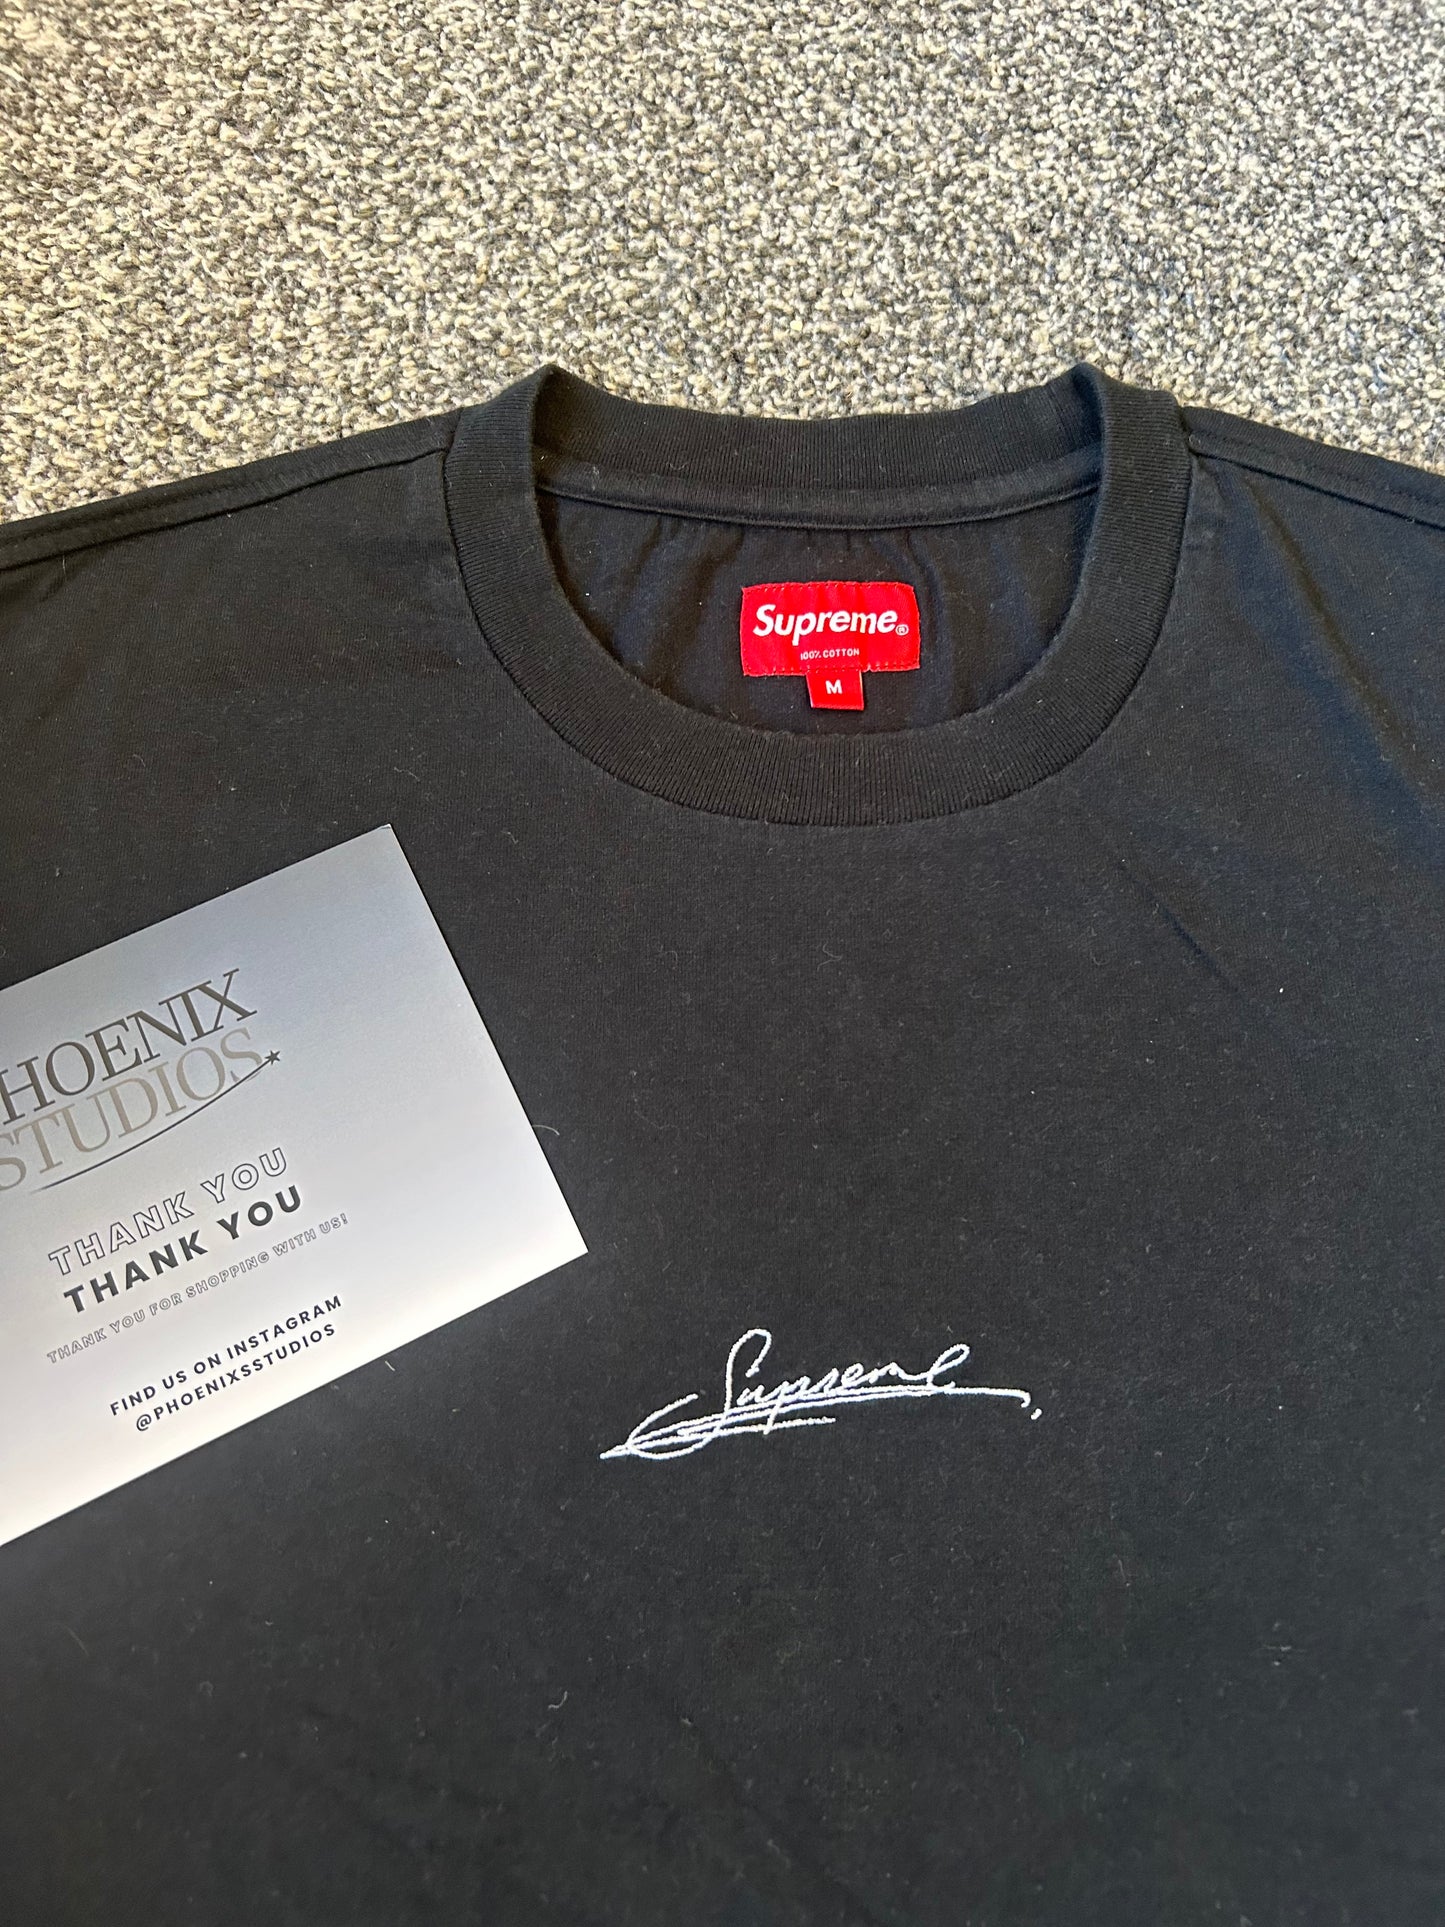 Supreme®
100% COTTON
M
PHOENIX
STUDIOS
THANK YOU
THANK YOU
THANK YOU FOR SHOPPING WITH US!
FIND US ON INSTAGRAM
@PHOENIXSSTUDIOS
Supreme